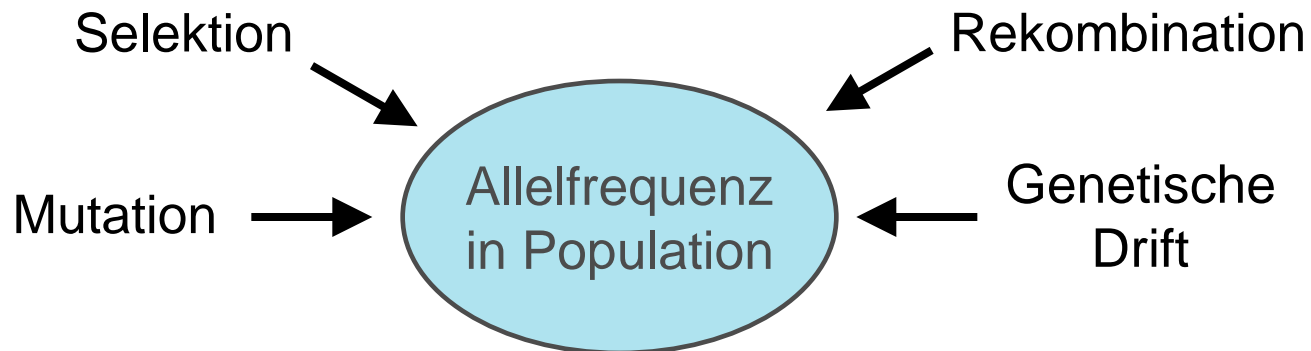 Selektion
Rekombination
Mutation
Allelfrequenz
in Population
Genetische
Drift